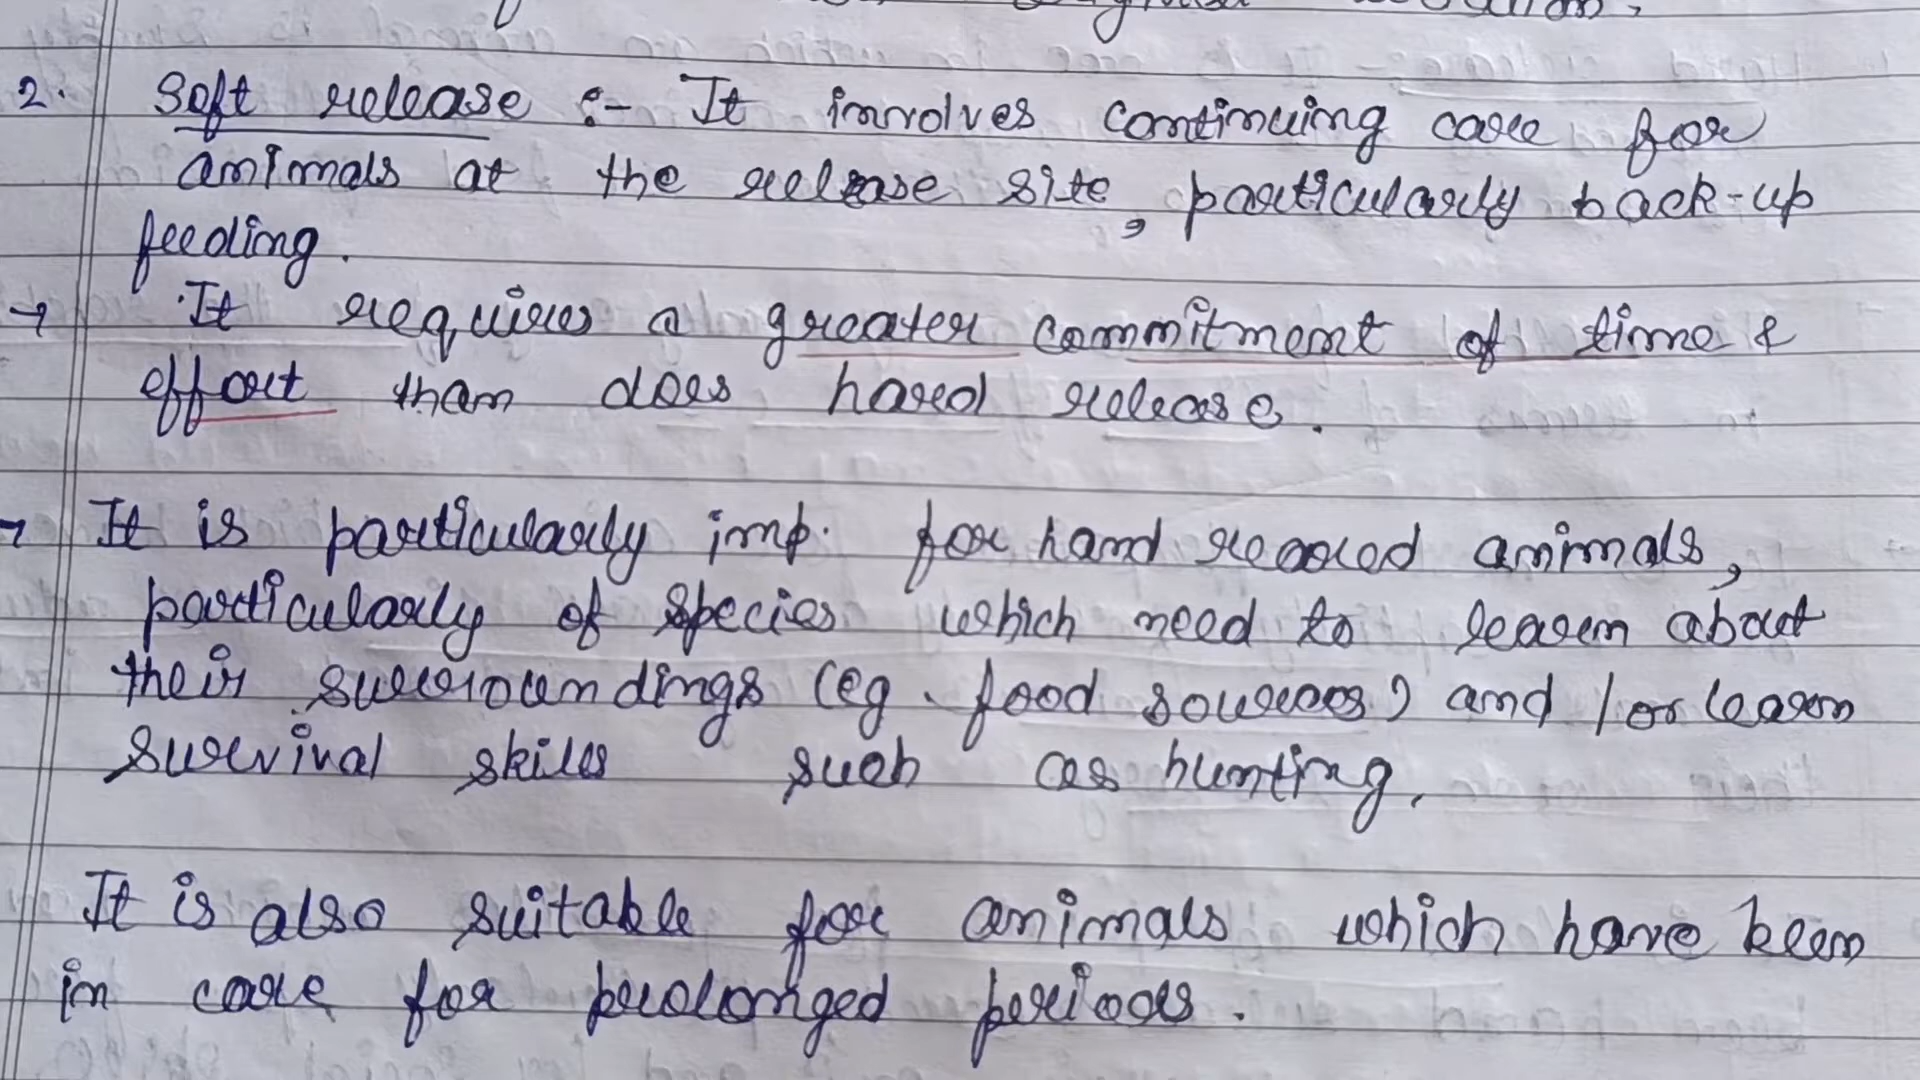 2. Soft release :- It involves continuing care for
animals at the release site, particularly back-up
feeding.
→ It requires a greater commitment of time &
effort than does hard release.
→ It is particularly imp. for hand reared animals,
particularly of species which need to learn about
their surroundings (eg. food sources) and/or learn
survival skills such as hunting.
It is also suitable for animals which have been
in care for prolonged periods.